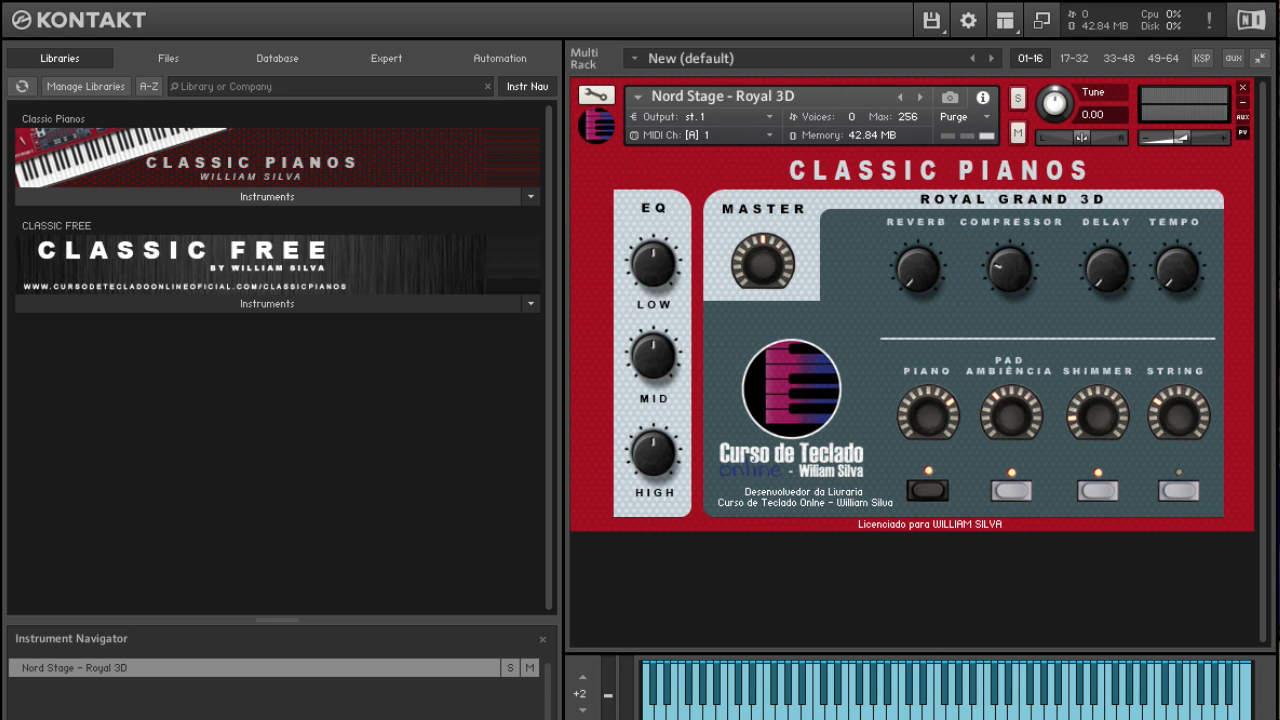 KONTAKT
0
42.84 MB
Cpu 0%
Disk 0%
!
NI
Libraries
Files
Database
Expert
Automation
Manage Libraries
A-Z
Library or Company
×
Instr Nav
Classic Pianos
CLASSIC PIANOS
WILLIAM SILVA
Instruments
CLASSIC FREE
CLASSIC FREE
BY WILLIAM SILVA
WWW.CURSODETECLADOONLINEOFICIAL.COM/CLASSICPIANOS
Instruments
Instrument Navigator
×
Nord Stage - Royal 3D
S
M
Multi
Rack
New (default)
01-16
17-32
33-48
49-64
KSP
aux
Nord Stage - Royal 3D
Output: st. 1
Voices: 0 Max: 256
Purge
MIDI Ch: [A] 1
Memory: 42.84 MB
S
M
Tune
0.00
L
R
×
-
AUX
PV
- +
CLASSIC PIANOS
EQ
LOW
MID
HIGH
MASTER
ROYAL GRAND 3D
REVERB
COMPRESSOR
DELAY
TEMPO
PIANO
PAD
AMBIÊNCIA
SHIMMER
STRING
Curso de Teclado
online - William Silva
Desenvolvedor da Livraria
Curso de Teclado Onlne - William Silva
Licenciado para WILLIAM SILVA
+2